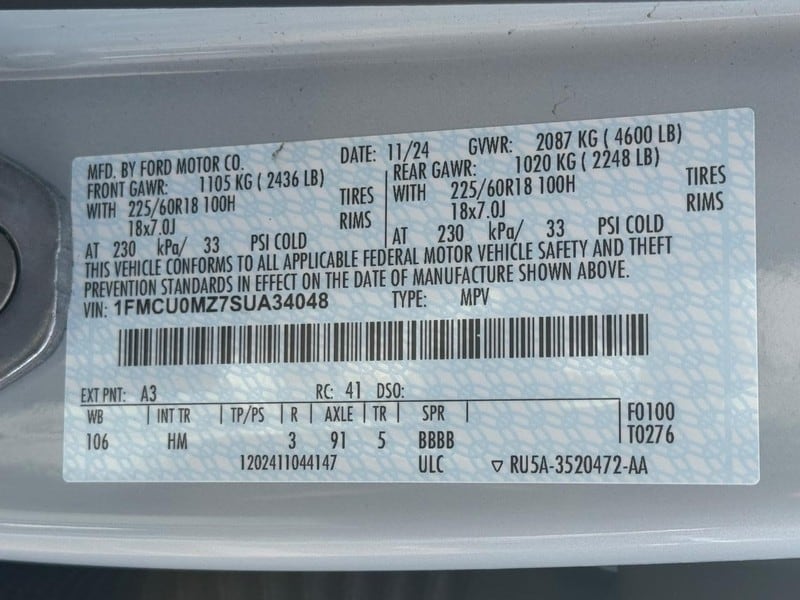 MFD. BY FORD MOTOR CO. DATE: 11/24 GVWR: 2087 KG ( 4600 LB)
FRONT GAWR: 1105 KG ( 2436 LB) REAR GAWR: 1020 KG ( 2248 LB)
WITH 225/60R18 100H TIRES WITH 225/60R18 100H TIRES
18x7.0J RIMS 18x7.0J RIMS
AT 230 kPa/ 33 PSI COLD AT 230 kPa/ 33 PSI COLD
THIS VEHICLE CONFORMS TO ALL APPLICABLE FEDERAL MOTOR VEHICLE SAFETY AND THEFT
PREVENTION STANDARDS IN EFFECT ON THE DATE OF MANUFACTURE SHOWN ABOVE.
VIN: 1FMCU0MZ7SUA34048 TYPE: MPV
EXT PNT: A3 RC: 41 DSO:
WB INT TR TP/PS R AXLE TR SPR F0100
106 HM 3 91 5 BBBB T0276
1202411044147 ULC ▽ RU5A-3520472-AA